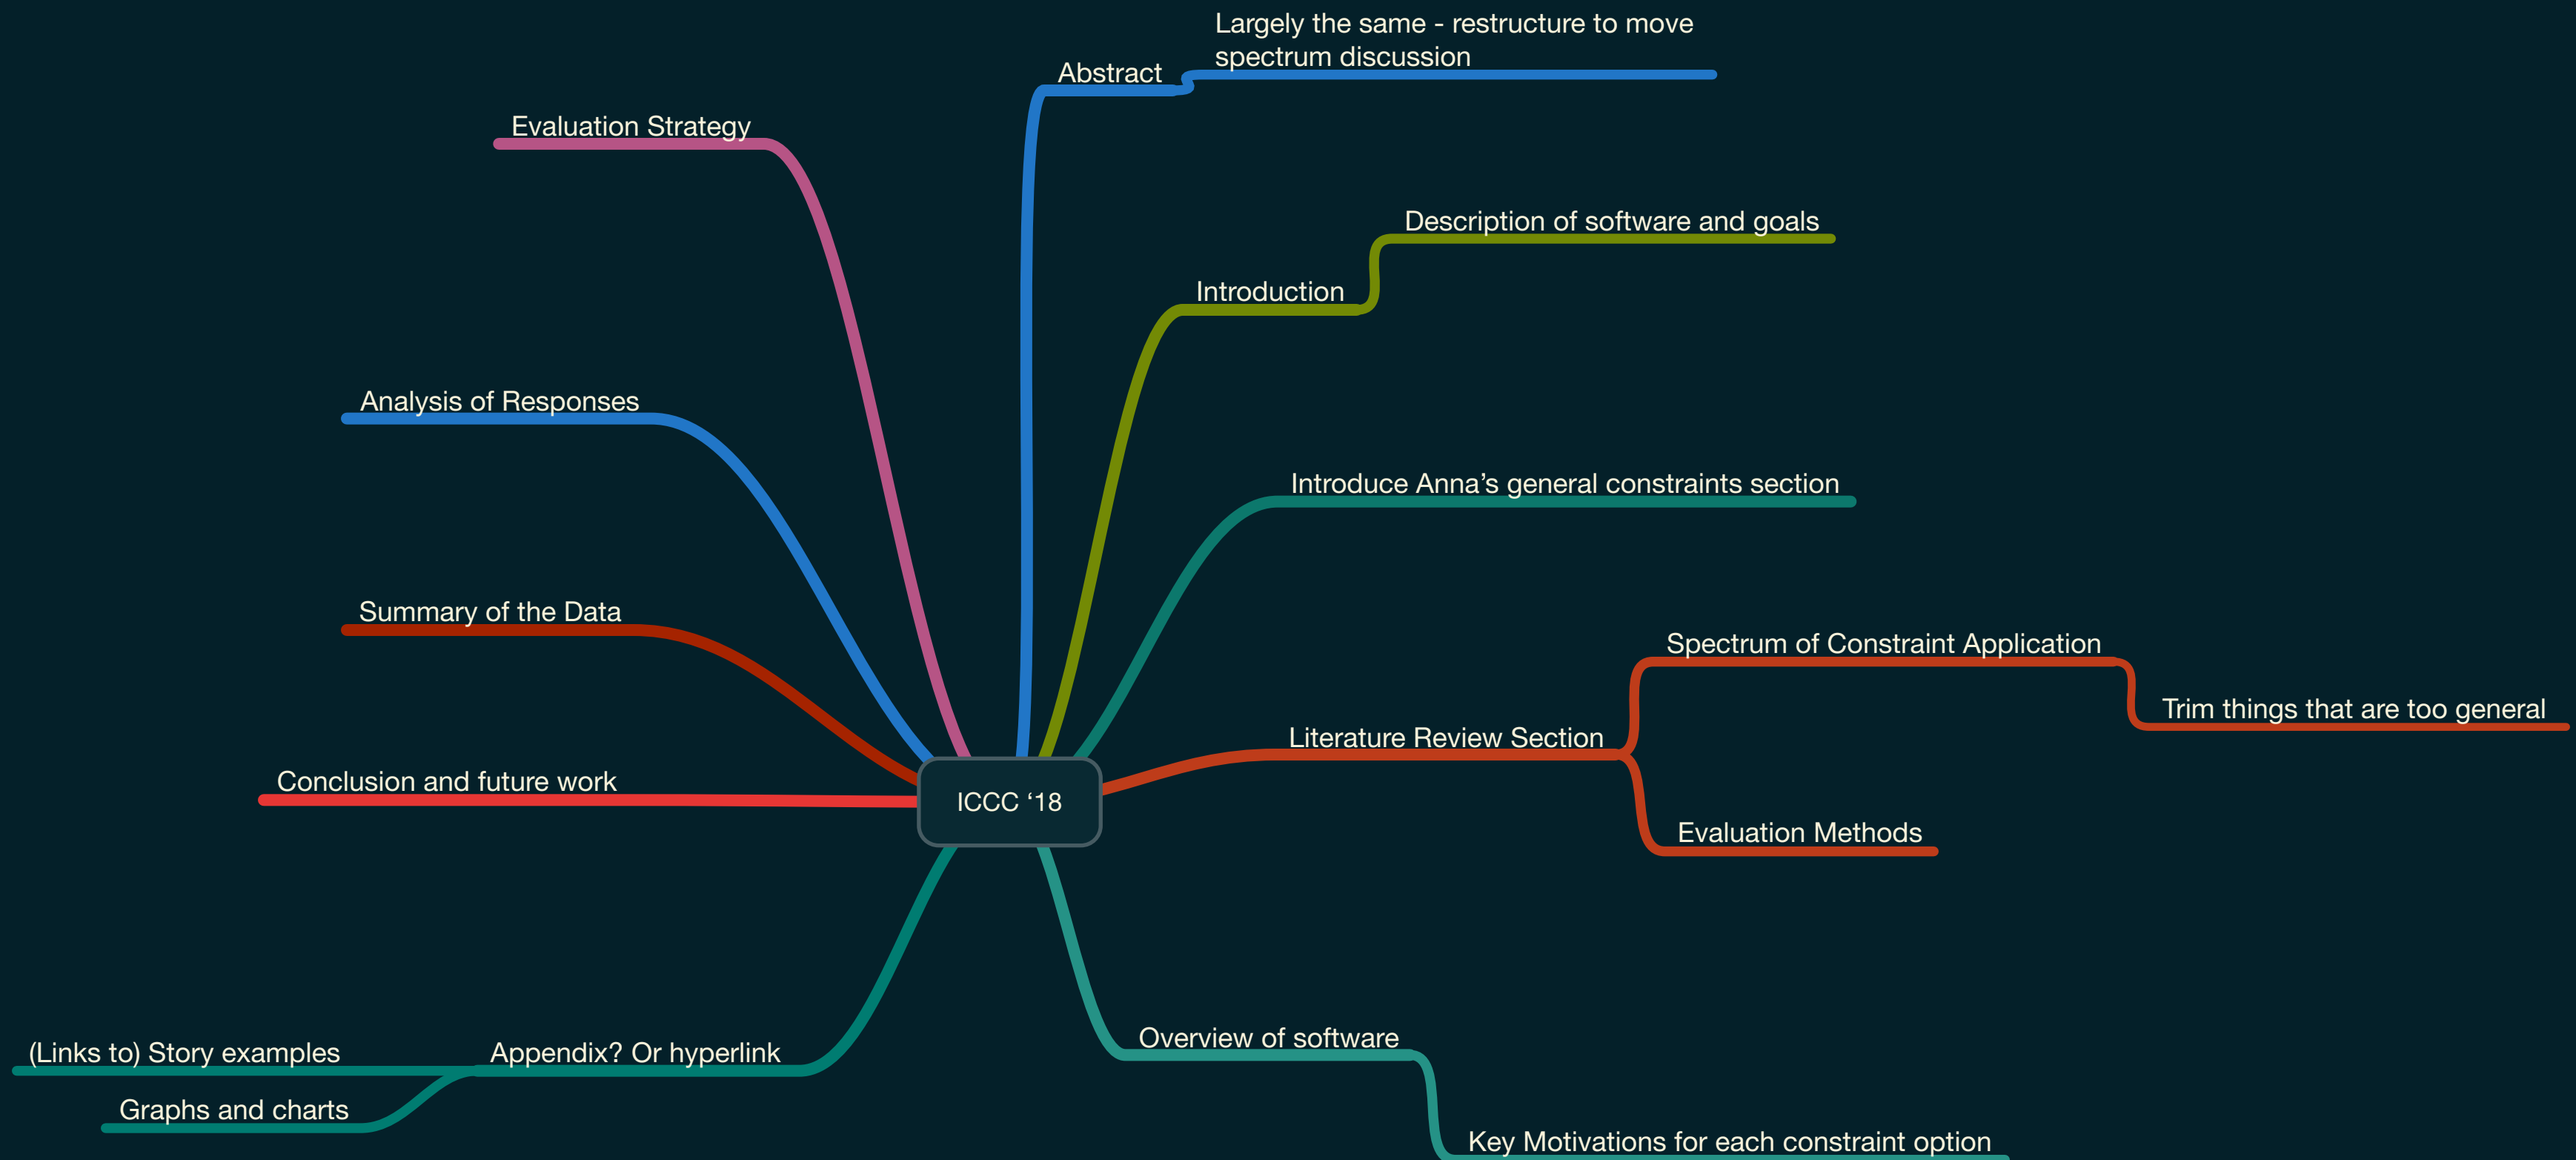 Largely the same - restructure to move
spectrum discussion
Abstract
Evaluation Strategy
Description of software and goals
Introduction
Analysis of Responses
Introduce Anna’s general constraints section
Summary of the Data
Spectrum of Constraint Application
Trim things that are too general
Literature Review Section
Conclusion and future work
ICCC ‘18
Evaluation Methods
Overview of software
(Links to) Story examples
Appendix? Or hyperlink
Graphs and charts
Key Motivations for each constraint option